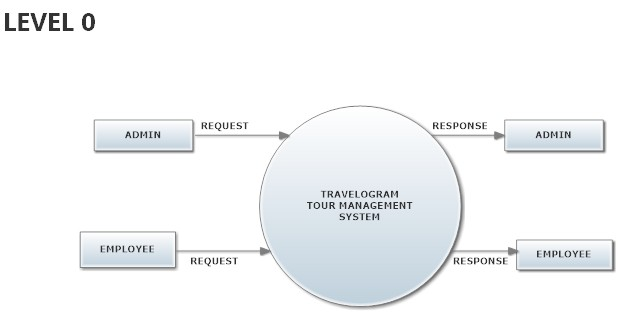 LEVEL 0
REQUEST
RESPONSE
ADMIN
ADMIN
TRAVELOGRAM
TOUR MANAGEMENT
SYSTEM
EMPLOYEE
EMPLOYEE
REQUEST
RESPONSE